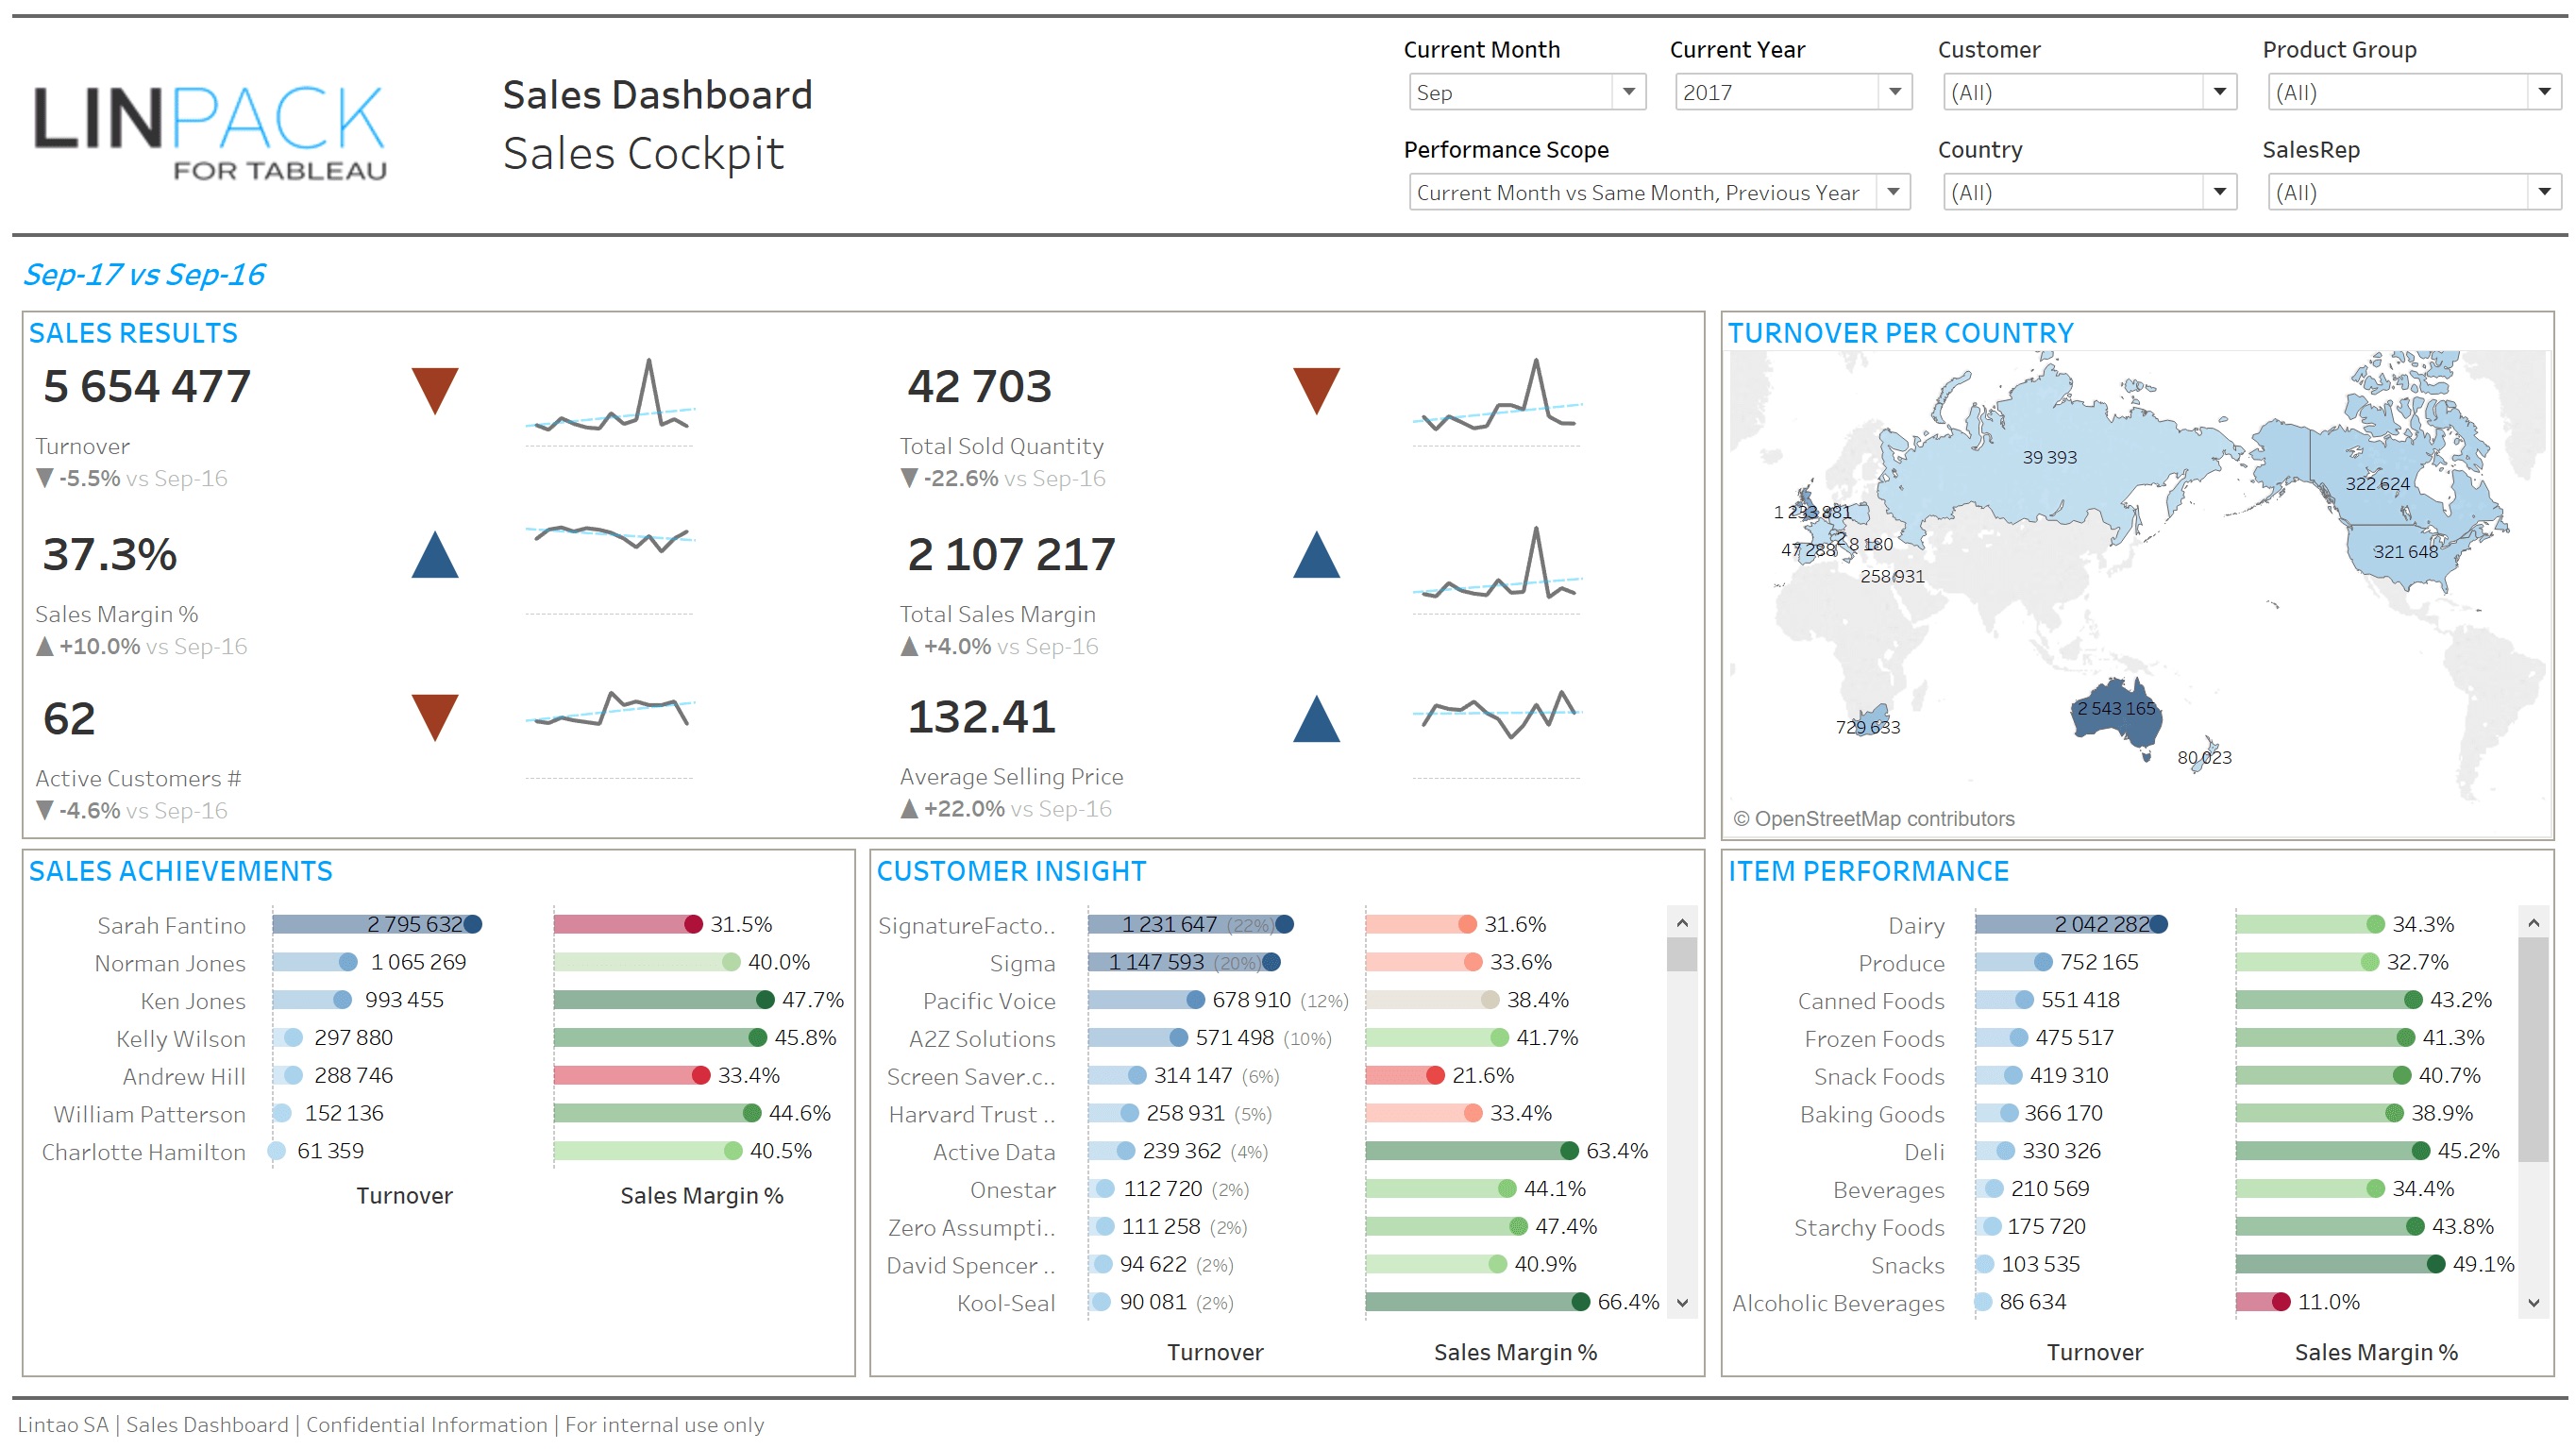 LINPACK
FOR TABLEAU
Sales Dashboard
Sales Cockpit
Current Month
Sep
Current Year
2017
Customer
(All)
Product Group
(All)
Performance Scope
Current Month vs Same Month, Previous Year
Country
(All)
SalesRep
(All)
Sep-17 vs Sep-16
SALES RESULTS
5 654 477
Turnover
▼ -5.5% vs Sep-16
42 703
Total Sold Quantity
▼ -22.6% vs Sep-16
37.3%
Sales Margin %
▲ +10.0% vs Sep-16
2 107 217
Total Sales Margin
▲ +4.0% vs Sep-16
62
Active Customers #
▼ -4.6% vs Sep-16
132.41
Average Selling Price
▲ +22.0% vs Sep-16
TURNOVER PER COUNTRY
39 393
322 624
1 233 881
47 288
8 180
321 648
258 931
2 543 165
729 633
80 023
© OpenStreetMap contributors
SALES ACHIEVEMENTS
Sarah Fantino 2 795 632 31.5%
Norman Jones 1 065 269 40.0%
Ken Jones 993 455 47.7%
Kelly Wilson 297 880 45.8%
Andrew Hill 288 746 33.4%
William Patterson 152 136 44.6%
Charlotte Hamilton 61 359 40.5%
Turnover Sales Margin %
CUSTOMER INSIGHT
SignatureFacto.. 1 231 647 (22%) 31.6%
Sigma 1 147 593 (20%) 33.6%
Pacific Voice 678 910 (12%) 38.4%
A2Z Solutions 571 498 (10%) 41.7%
Screen Saver.c.. 314 147 (6%) 21.6%
Harvard Trust .. 258 931 (5%) 33.4%
Active Data 239 362 (4%) 63.4%
Onestar 112 720 (2%) 44.1%
Zero Assumpti.. 111 258 (2%) 47.4%
David Spencer .. 94 622 (2%) 40.9%
Kool-Seal 90 081 (2%) 66.4%
Turnover Sales Margin %
ITEM PERFORMANCE
Dairy 2 042 282 34.3%
Produce 752 165 32.7%
Canned Foods 551 418 43.2%
Frozen Foods 475 517 41.3%
Snack Foods 419 310 40.7%
Baking Goods 366 170 38.9%
Deli 330 326 45.2%
Beverages 210 569 34.4%
Starchy Foods 175 720 43.8%
Snacks 103 535 49.1%
Alcoholic Beverages 86 634 11.0%
Turnover Sales Margin %
Lintao SA | Sales Dashboard | Confidential Information | For internal use only